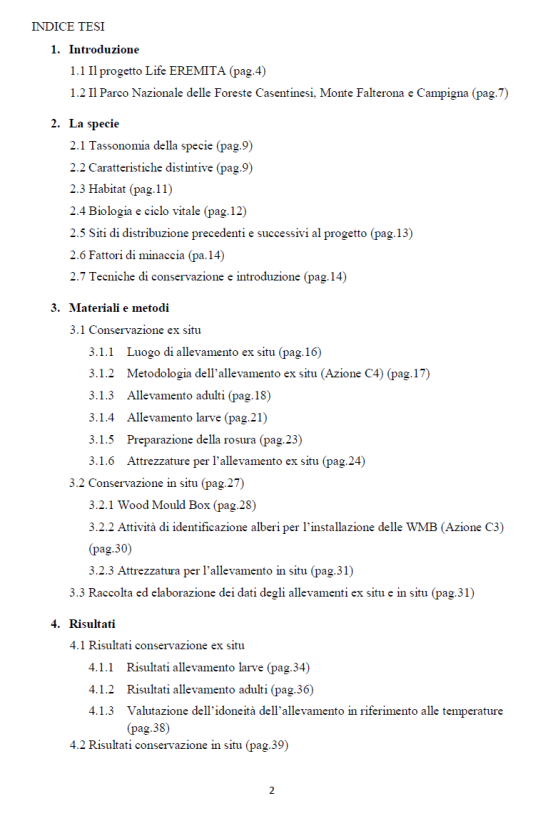 INDICE TESI
1. Introduzione
1.1 Il progetto Life EREMITA (pag.4)
1.2 Il Parco Nazionale delle Foreste Casentinesi, Monte Falterona e Campigna (pag.7)
2. La specie
2.1 Tassonomia della specie (pag.9)
2.2 Caratteristiche distintive (pag.9)
2.3 Habitat (pag.11)
2.4 Biologia e ciclo vitale (pag.12)
2.5 Siti di distribuzione precedenti e successivi al progetto (pag.13)
2.6 Fattori di minaccia (pa.14)
2.7 Tecniche di conservazione e introduzione (pag.14)
3. Materiali e metodi
3.1 Conservazione ex situ
3.1.1 Luogo di allevamento ex situ (pag.16)
3.1.2 Metodologia dell’allevamento ex situ (Azione C4) (pag.17)
3.1.3 Allevamento adulti (pag.18)
3.1.4 Allevamento larve (pag.21)
3.1.5 Preparazione della rosura (pag.23)
3.1.6 Attrezzature per l’allevamento ex situ (pag.24)
3.2 Conservazione in situ (pag.27)
3.2.1 Wood Mould Box (pag.28)
3.2.2 Attività di identificazione alberi per l’installazione delle WMB (Azione C3)
(pag.30)
3.2.3 Attrezzatura per l’allevamento in situ (pag.31)
3.3 Raccolta ed elaborazione dei dati degli allevamenti ex situ e in situ (pag.31)
4. Risultati
4.1 Risultati conservazione ex situ
4.1.1 Risultati allevamento larve (pag.34)
4.1.2 Risultati allevamento adulti (pag.36)
4.1.3 Valutazione dell’idoneità dell’allevamento in riferimento alle temperature
(pag.38)
4.2 Risultati conservazione in situ (pag.39)
2